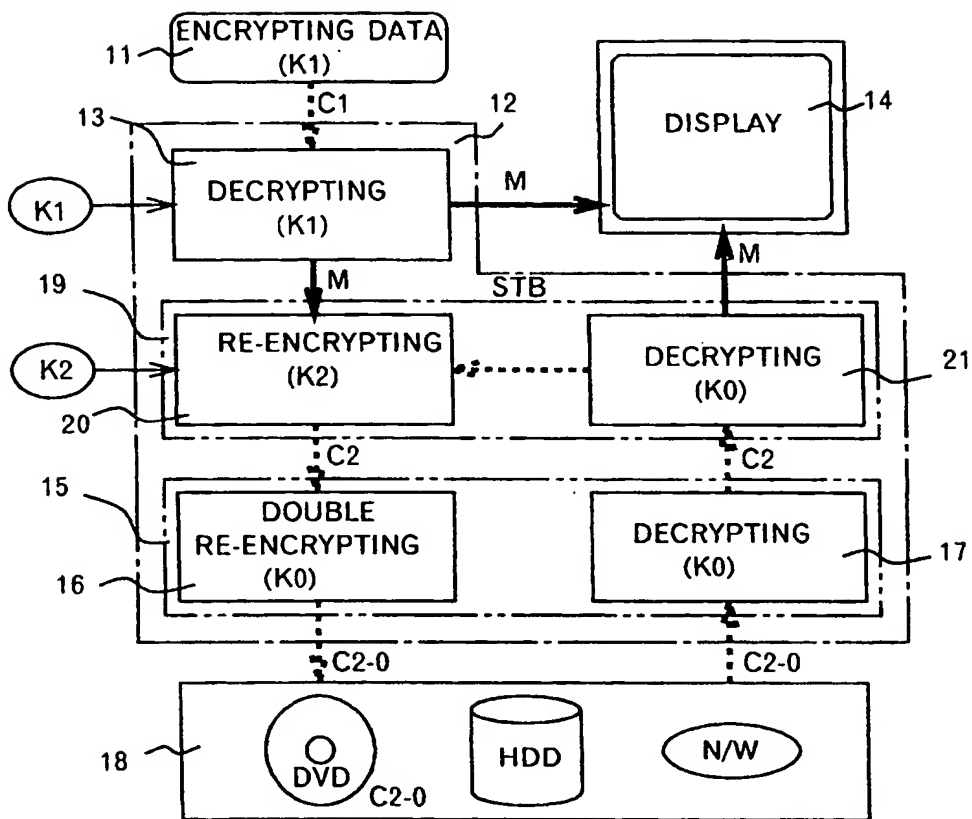 ENCRYPTING DATA
(K1)
11
C1
12
13
DECRYPTING
(K1)
K1
M
DISPLAY
14
M
M
STB
19
RE-ENCRYPTING
(K2)
K2
20
DECRYPTING
(K0)
21
C2
C2
15
DOUBLE
RE-ENCRYPTING
(K0)
16
DECRYPTING
(K0)
17
C2-0
C2-0
18
DVD
C2-0
HDD
N/W